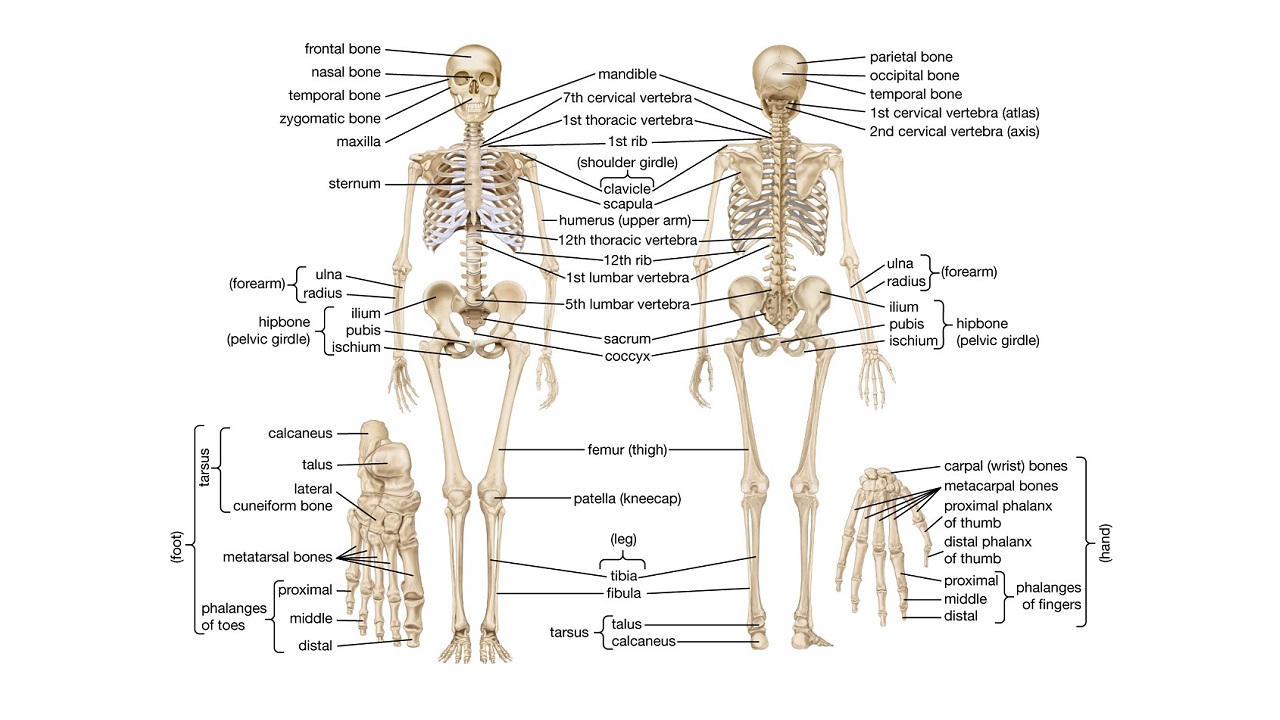 frontal bone
nasal bone
temporal bone
zygomatic bone
maxilla
sternum
(forearm)
ulna
radius
hipbone
(pelvic girdle)
ilium
pubis
ischium
mandible
7th cervical vertebra
1st thoracic vertebra
1st rib
(shoulder girdle)
clavicle
scapula
humerus (upper arm)
12th thoracic vertebra
12th rib
1st lumbar vertebra
5th lumbar vertebra
sacrum
coccyx
parietal bone
occipital bone
temporal bone
1st cervical vertebra (atlas)
2nd cervical vertebra (axis)
ulna
radius
(forearm)
ilium
pubis
ischium
hipbone
(pelvic girdle)
(foot)
tarsus
calcaneus
talus
lateral
cuneiform bone
metatarsal bones
phalanges
of toes
proximal
middle
distal
femur (thigh)
patella (kneecap)
(leg)
tibia
fibula
tarsus
talus
calcaneus
carpal (wrist) bones
metacarpal bones
proximal phalanx
of thumb
distal phalanx
of thumb
proximal
middle
distal
phalanges
of fingers
(hand)